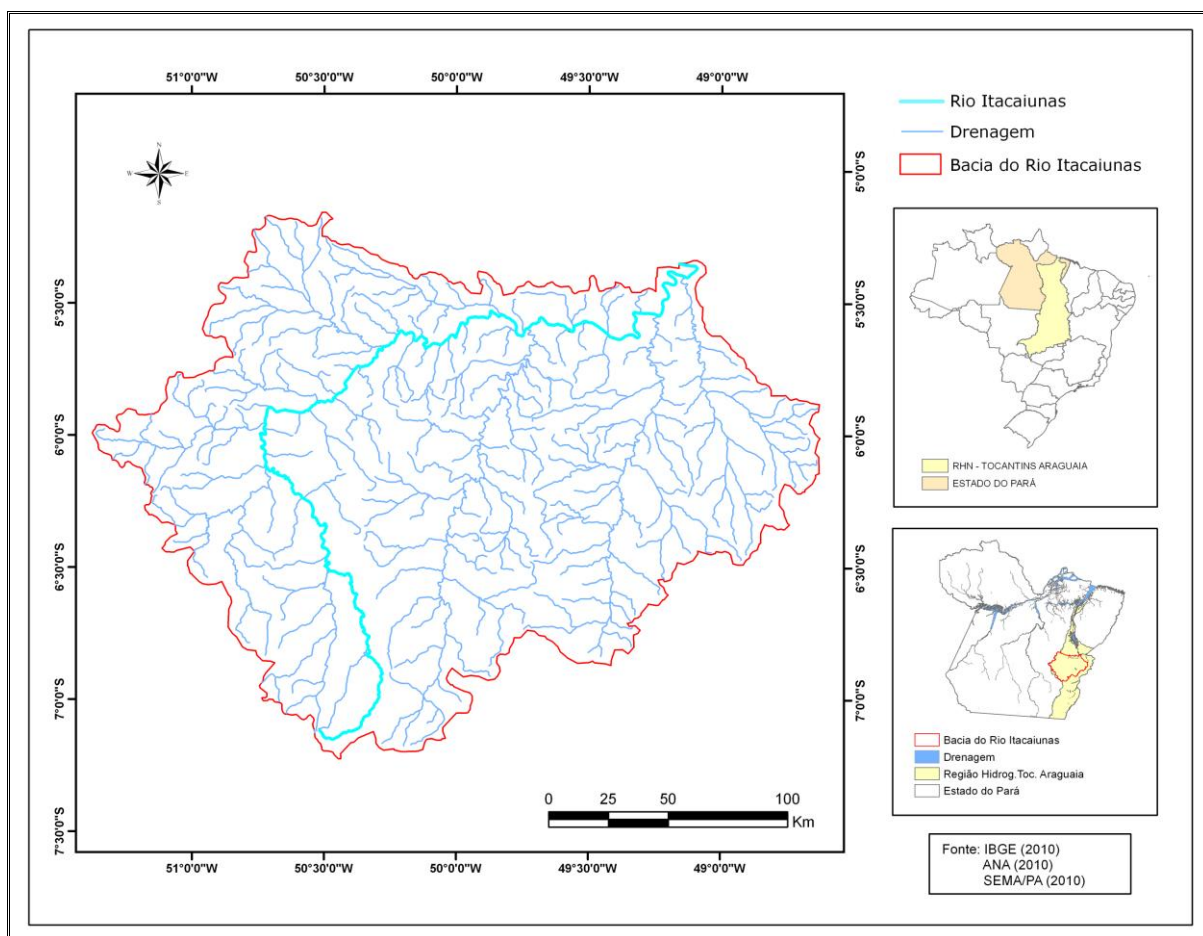 51°0'0"W
50°30'0"W
50°0'0"W
49°30'0"W
49°0'0"W
N
W
E
S
5°0'0"S
5°30'0"S
5°30'0"S
6°0'0"S
6°0'0"S
6°30'0"S
6°30'0"S
7°0'0"S
7°0'0"S
7°30'0"S
0 25 50 100
Km
51°0'0"W
50°30'0"W
50°0'0"W
49°30'0"W
49°0'0"W
Rio Itacaiunas
Drenagem
Bacia do Rio Itacaiunas
RHN - TOCANTINS ARAGUAIA
ESTADO DO PARÁ
Bacia do Rio Itacaiunas
Drenagem
Região Hidrog.Toc. Araguaia
Estado do Pará
Fonte: IBGE (2010)
ANA (2010)
SEMA/PA (2010)